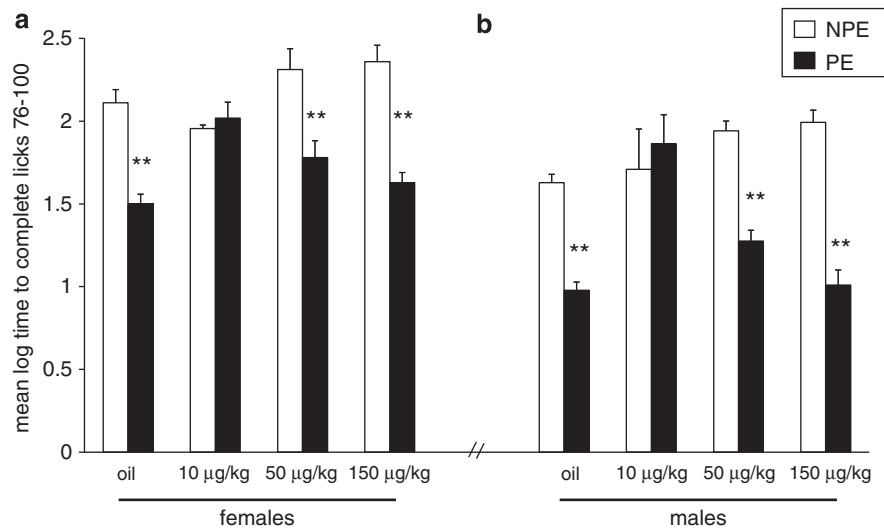 a
b
NPE
PE
mean log time to complete licks 76-100
2.5
2
1.5
1
0.5
0
**
**
**
**
**
**
oil
10 μg/kg
50 μg/kg
150 μg/kg
oil
10 μg/kg
50 μg/kg
150 μg/kg
females
males